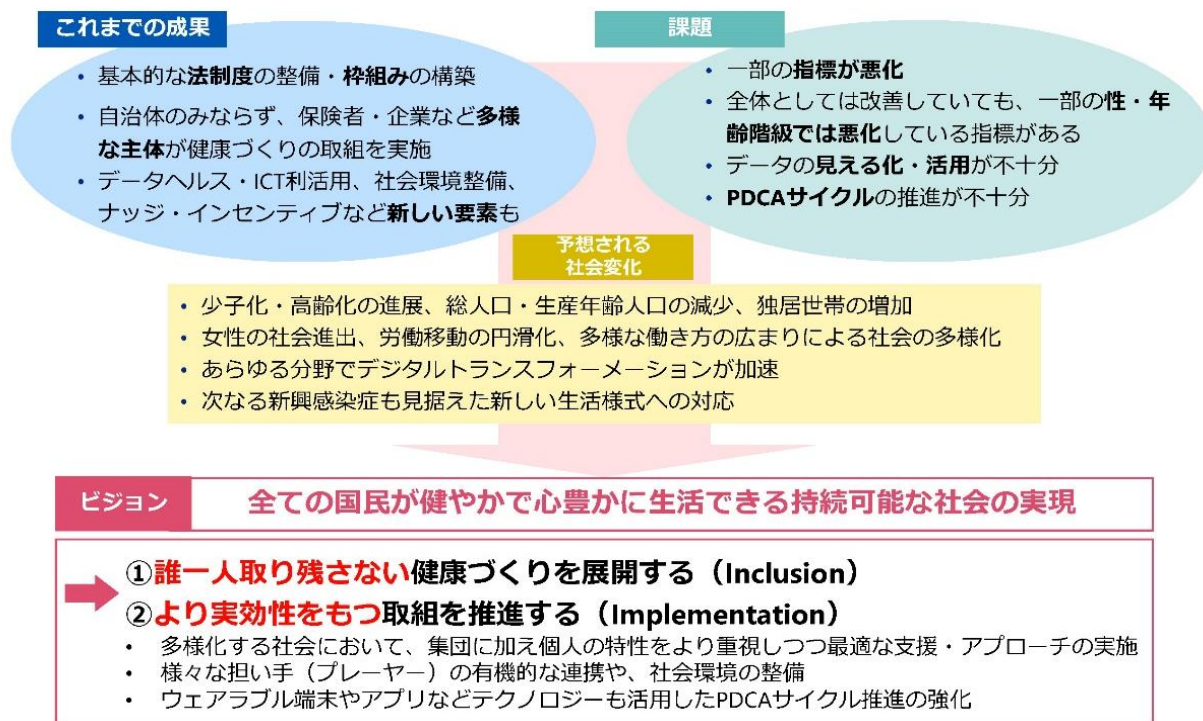 これまでの成果
・基本的な法制度の整備・枠組みの構築
・自治体のみならず、保険者・企業など多様
な主体が健康づくりの取組を実施
・データヘルス・ICT利活用、社会環境整備、
ナッジ・インセンティブなど新しい要素も
課題
・一部の指標が悪化
・全体としては改善していても、一部の性・年
齢階級では悪化している指標がある
・データの見える化・活用が不十分
・PDCAサイクルの推進が不十分
予想される
社会変化
・少子化・高齢化の進展、総人口・生産年齢人口の減少、独居世帯の増加
・女性の社会進出、労働移動の円滑化、多様な働き方の広まりによる社会の多様化
・あらゆる分野でデジタルトランスフォーメーションが加速
・次なる新興感染症も見据えた新しい生活様式への対応
ビジョン
全ての国民が健やかで心豊かに生活できる持続可能な社会の実現
①誰一人取り残さない健康づくりを展開する（Inclusion）
②より実効性をもつ取組を推進する（Implementation）
・多様化する社会において、集団に加え個人の特性をより重視しつつ最適な支援・アプローチの実施
・様々な担い手（プレーヤー）の有機的な連携や、社会環境の整備
・ウェアラブル端末やアプリなどテクノロジーも活用したPDCAサイクル推進の強化